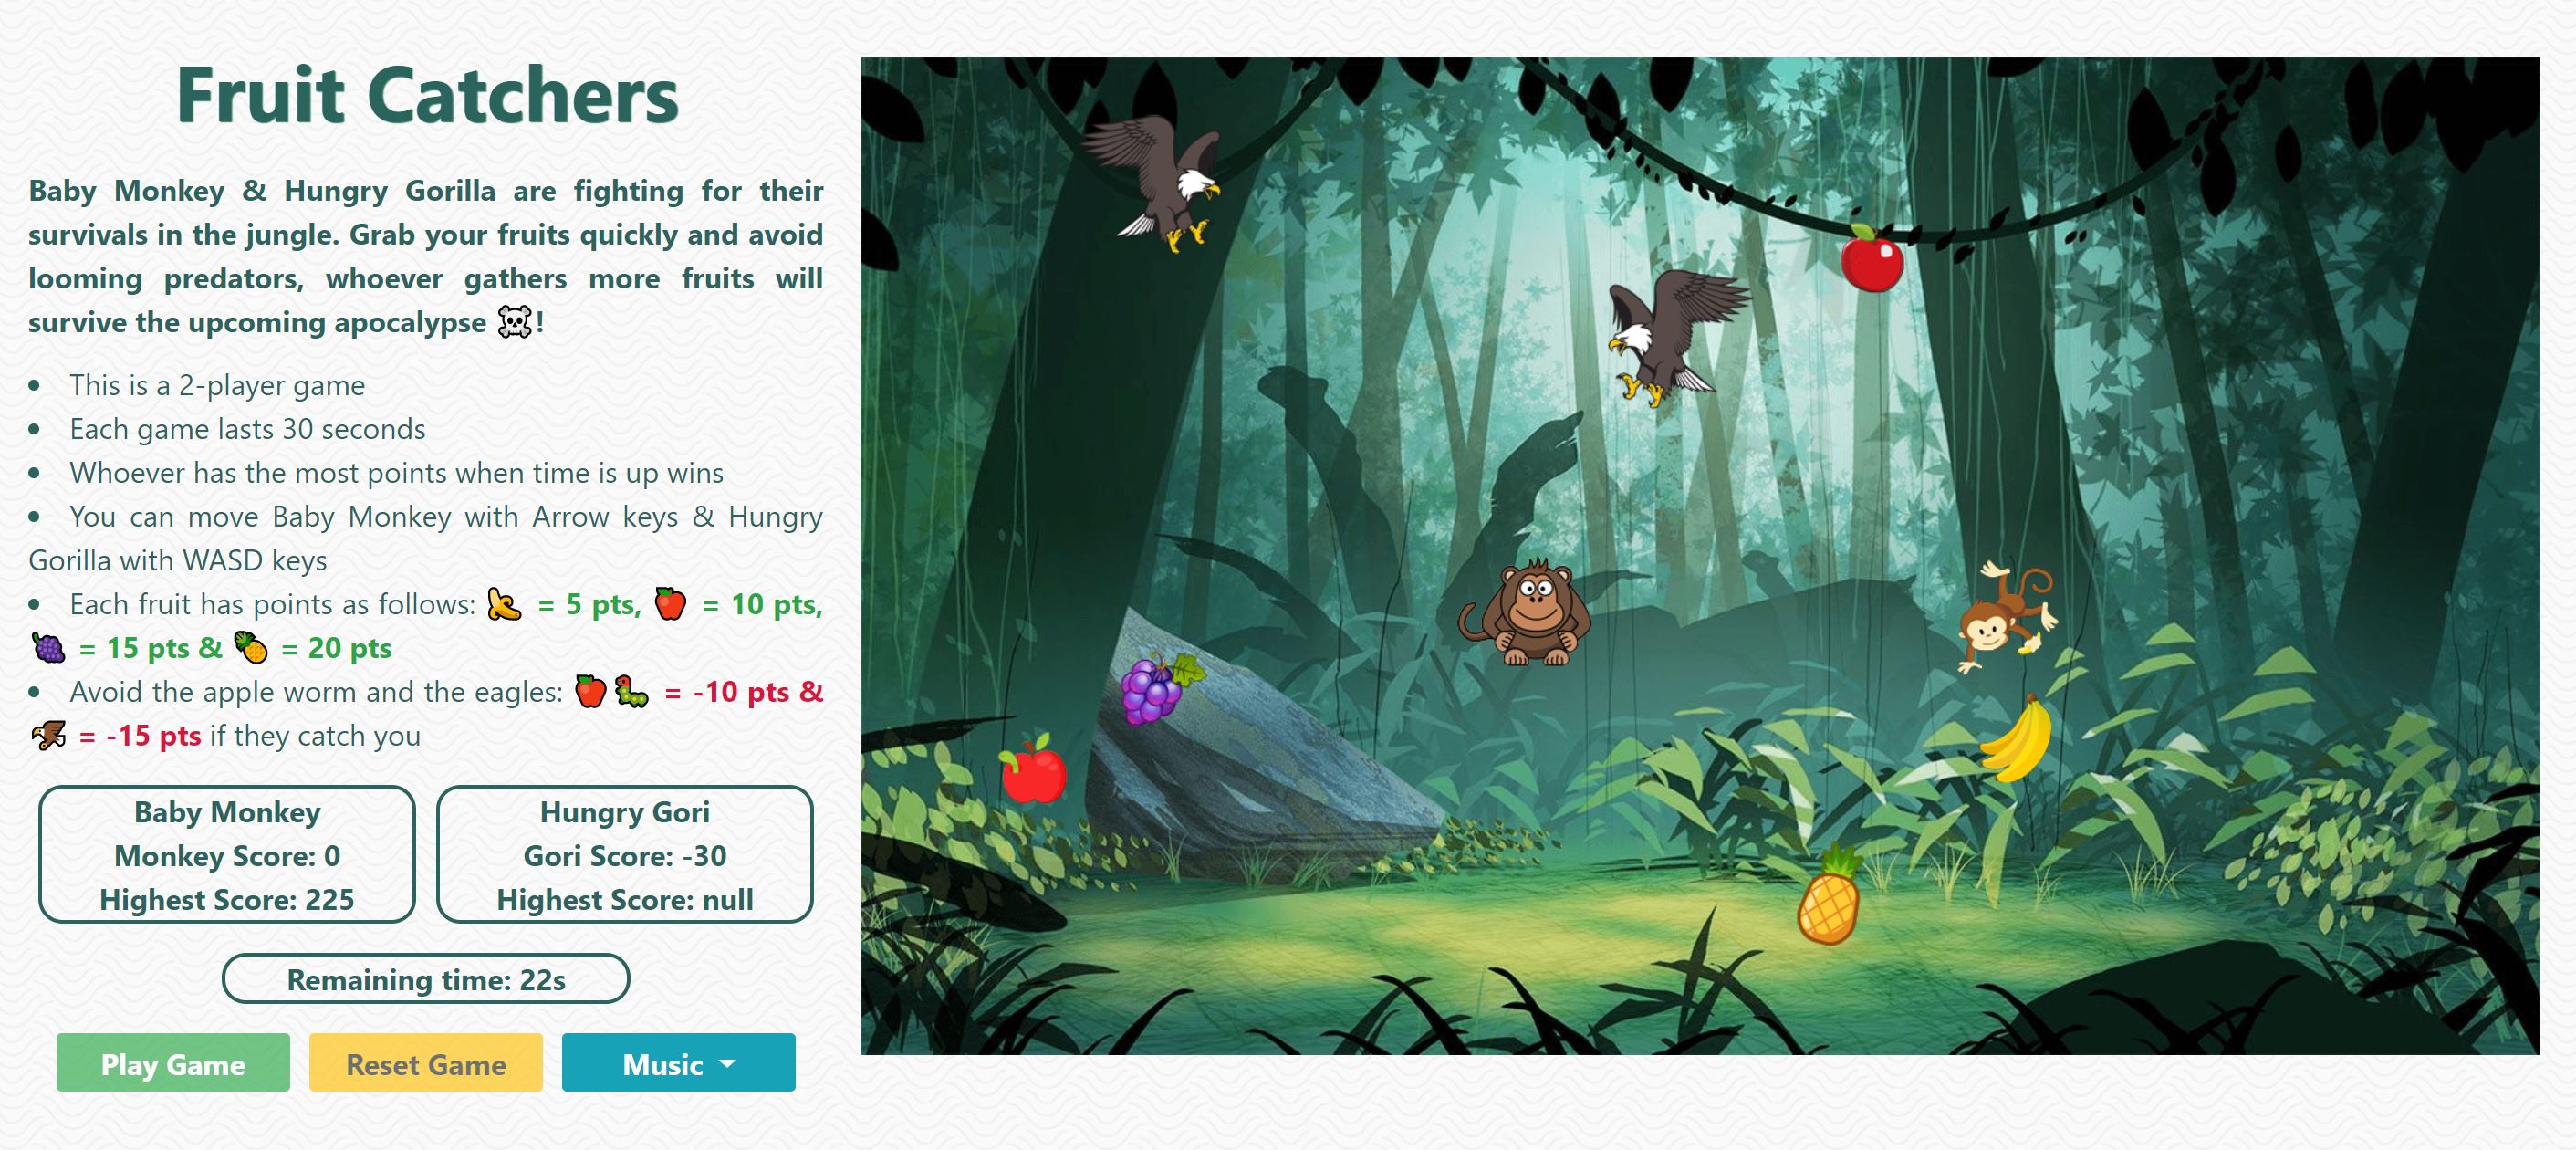 Fruit Catchers
Baby Monkey & Hungry Gorilla are fighting for their
survivals in the jungle. Grab your fruits quickly and avoid
looming predators, whoever gathers more fruits will
survive the upcoming apocalypse ☠️!
• This is a 2-player game
• Each game lasts 30 seconds
• Whoever has the most points when time is up wins
• You can move Baby Monkey with Arrow keys & Hungry
Gorilla with WASD keys
• Each fruit has points as follows: 🍌 = 5 pts, 🍎 = 10 pts,
🍇 = 15 pts & 🍍 = 20 pts
• Avoid the apple worm and the eagles: 🍎🐛 = -10 pts &
🦅 = -15 pts if they catch you
Baby Monkey
Monkey Score: 0
Highest Score: 225
Hungry Gori
Gori Score: -30
Highest Score: null
Remaining time: 22s
Play Game
Reset Game
Music